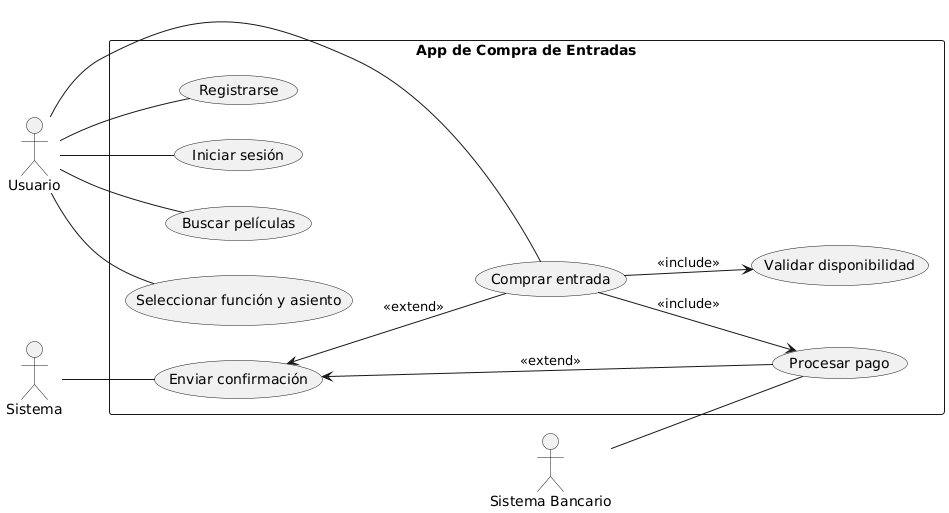 App de Compra de Entradas
Registrarse
Iniciar sesión
Usuario
Buscar películas
«include»
Validar disponibilidad
Comprar entrada
Seleccionar función y asiento
«extend»
«include»
«extend»
Procesar pago
Enviar confirmación
Sistema
Sistema Bancario